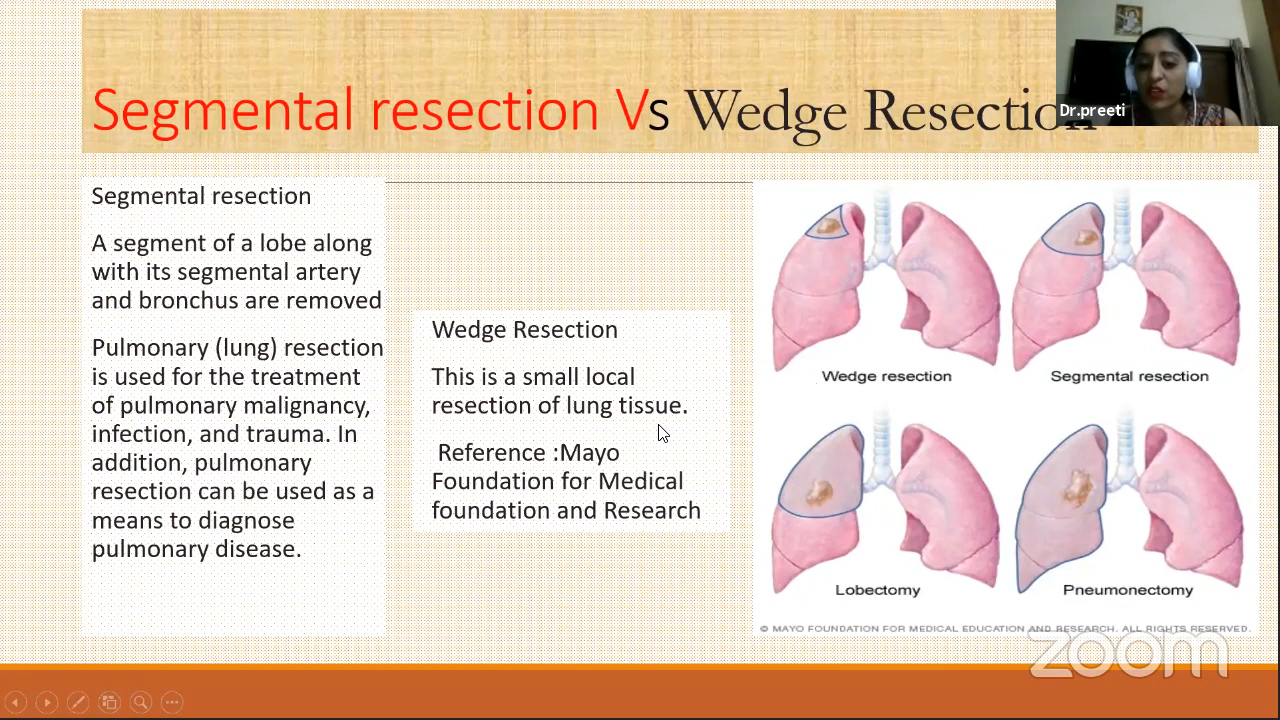 Segmental resection Vs Wedge Resection
Dr.preeti
Segmental resection
A segment of a lobe along
with its segmental artery
and bronchus are removed
Pulmonary (lung) resection
is used for the treatment
of pulmonary malignancy,
infection, and trauma. In
addition, pulmonary
resection can be used as a
means to diagnose
pulmonary disease.
Wedge Resection
This is a small local
resection of lung tissue.
Reference :Mayo
Foundation for Medical
foundation and Research
Wedge resection
Segmental resection
Lobectomy
Pneumonectomy
© MAYO FOUNDATION FOR MEDICAL EDUCATION AND RESEARCH. ALL RIGHTS RESERVED.
zoom